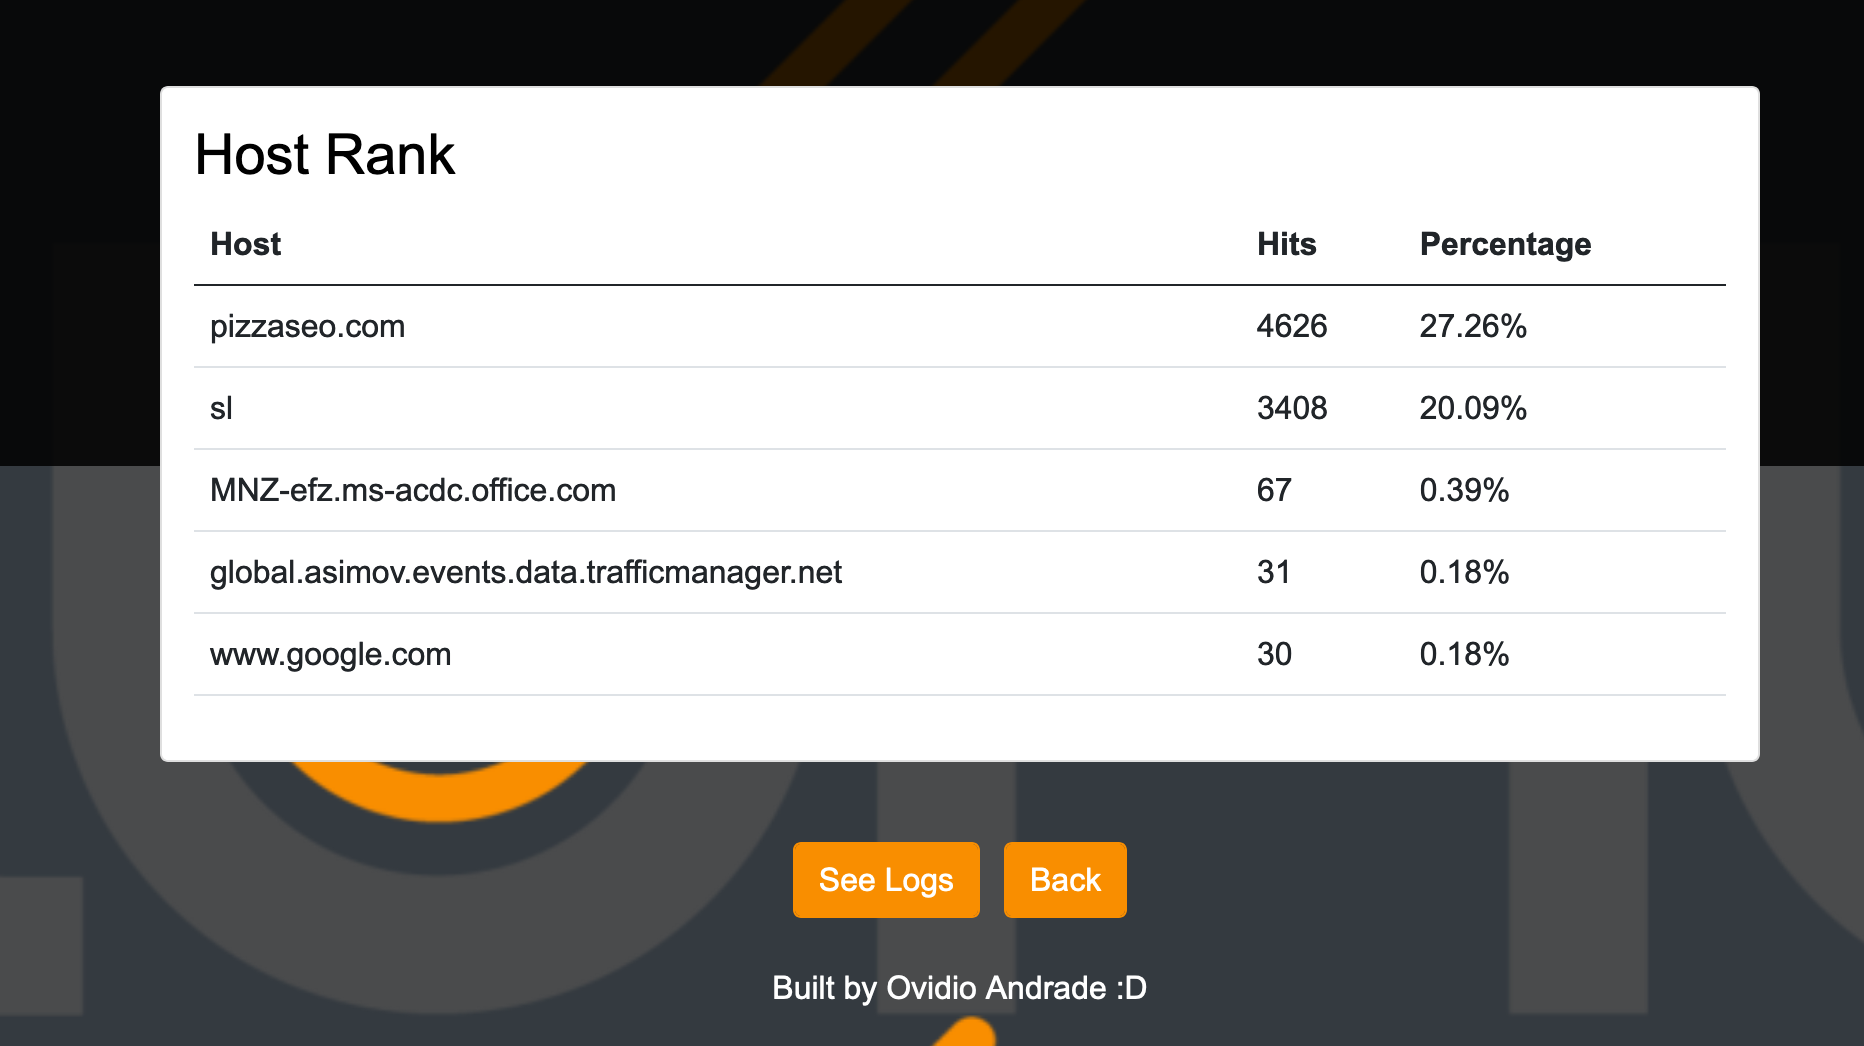 Host Rank
Host Hits Percentage
pizzaseo.com 4626 27.26%
sl 3408 20.09%
MNZ-efz.ms-acdc.office.com 67 0.39%
global.asimov.events.data.trafficmanager.net 31 0.18%
www.google.com 30 0.18%
See Logs Back
Built by Ovidio Andrade :D